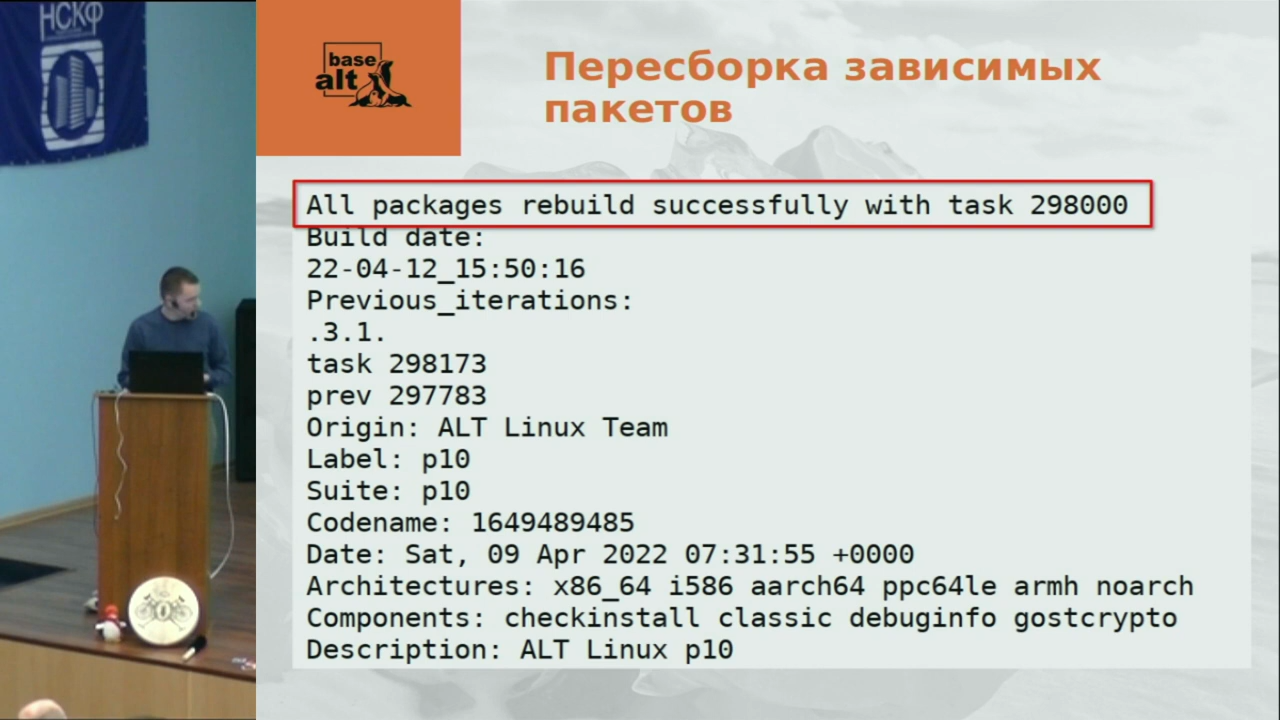 НСКФ
base
alt
Пересборка зависимых
пакетов
All packages rebuild successfully with task 298000
Build date:
22-04-12_15:50:16
Previous_iterations:
.3.1.
task 298173
prev 297783
Origin: ALT Linux Team
Label: p10
Suite: p10
Codename: 1649489485
Date: Sat, 09 Apr 2022 07:31:55 +0000
Architectures: x86_64 i586 aarch64 ppc64le armh noarch
Components: checkinstall classic debuginfo gostcrypto
Description: ALT Linux p10